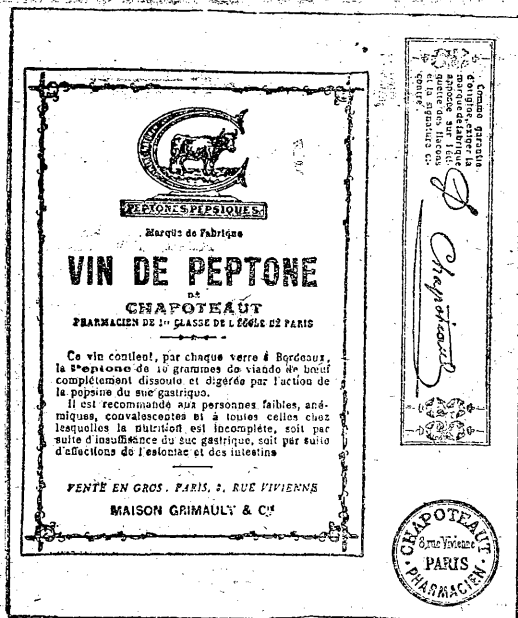 PEPTONES PEPSIQUES
Marque de Fabrique
VIN DE PEPTONE
DE
CHAPOTEAUT
PHARMACIEN DE 1re CLASSE DE L'ÉCOLE DE PARIS
Ce vin contient, par chaque verre à Bordeaux,
la Peptone de 10 grammes de viande de bœuf
complètement dissoute et digérée par l'action de
la pepsine du suc gastrique.
Il est recommandé aux personnes faibles, ané-
miques, convalescentes et à toutes celles chez
lesquelles la nutrition est incomplète, soit par
suite d'insuffisance du suc gastrique, soit par suite
d'affections de l'estomac et des intestins
VENTE EN GROS. PARIS, 8, RUE VIVIENNE
MAISON GRIMAULT & Cie
Comme garantie
d'origine, exiger la
marque de fabrique
apposée sur l'éti-
quette des flacons
et la signature ci-
contre.
Chapoteaut
CHAPOTEAUT
8, rue Vivienne
PARIS
PHARMACIEN